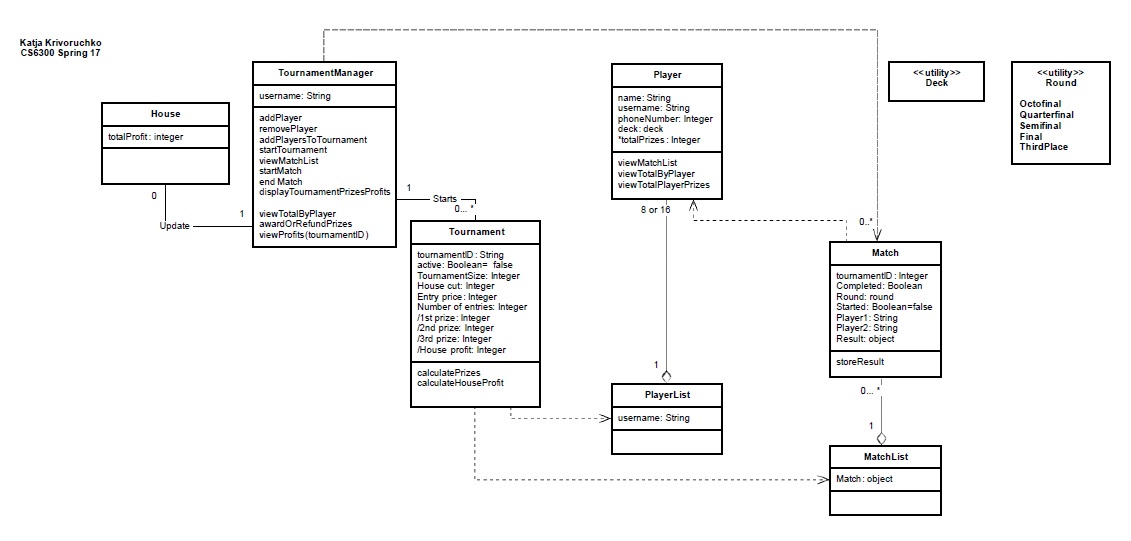 Katja Krivoruchko
CS6300 Spring 17
House
totalProfit: integer
0
Update
1
TournamentManager
username: String
addPlayer
removePlayer
addPlayersToTournament
startTournament
viewMatchList
startMatch
end Match
displayTournamentPrizesProfits
viewTotalByPlayer
awardOrRefundPrizes
viewProfits(tournamentID)
1
Starts
0... *
Tournament
tournamentID: String
active: Boolean= false
TournamentSize: Integer
House cut: Integer
Entry price: Integer
Number of entries: Integer
/1st prize: Integer
/2nd prize: Integer
/3rd prize: Integer
/House profit: Integer
calculatePrizes
calculateHouseProfit
Player
name: String
username: String
phoneNumber: Integer
deck: deck
*totalPrizes: Integer
viewMatchList
viewTotalByPlayer
viewTotalPlayerPrizes
8 or 16
1
PlayerList
username: String
<<utility>>
Deck
<<utility>>
Round
Octofinal
Quarterfinal
Semifinal
Final
ThirdPlace
0..*
Match
tournamentID: Integer
Completed: Boolean
Round: round
Started: Boolean=false
Player1: String
Player2: String
Result: object
storeResult
0... *
1
MatchList
Match: object